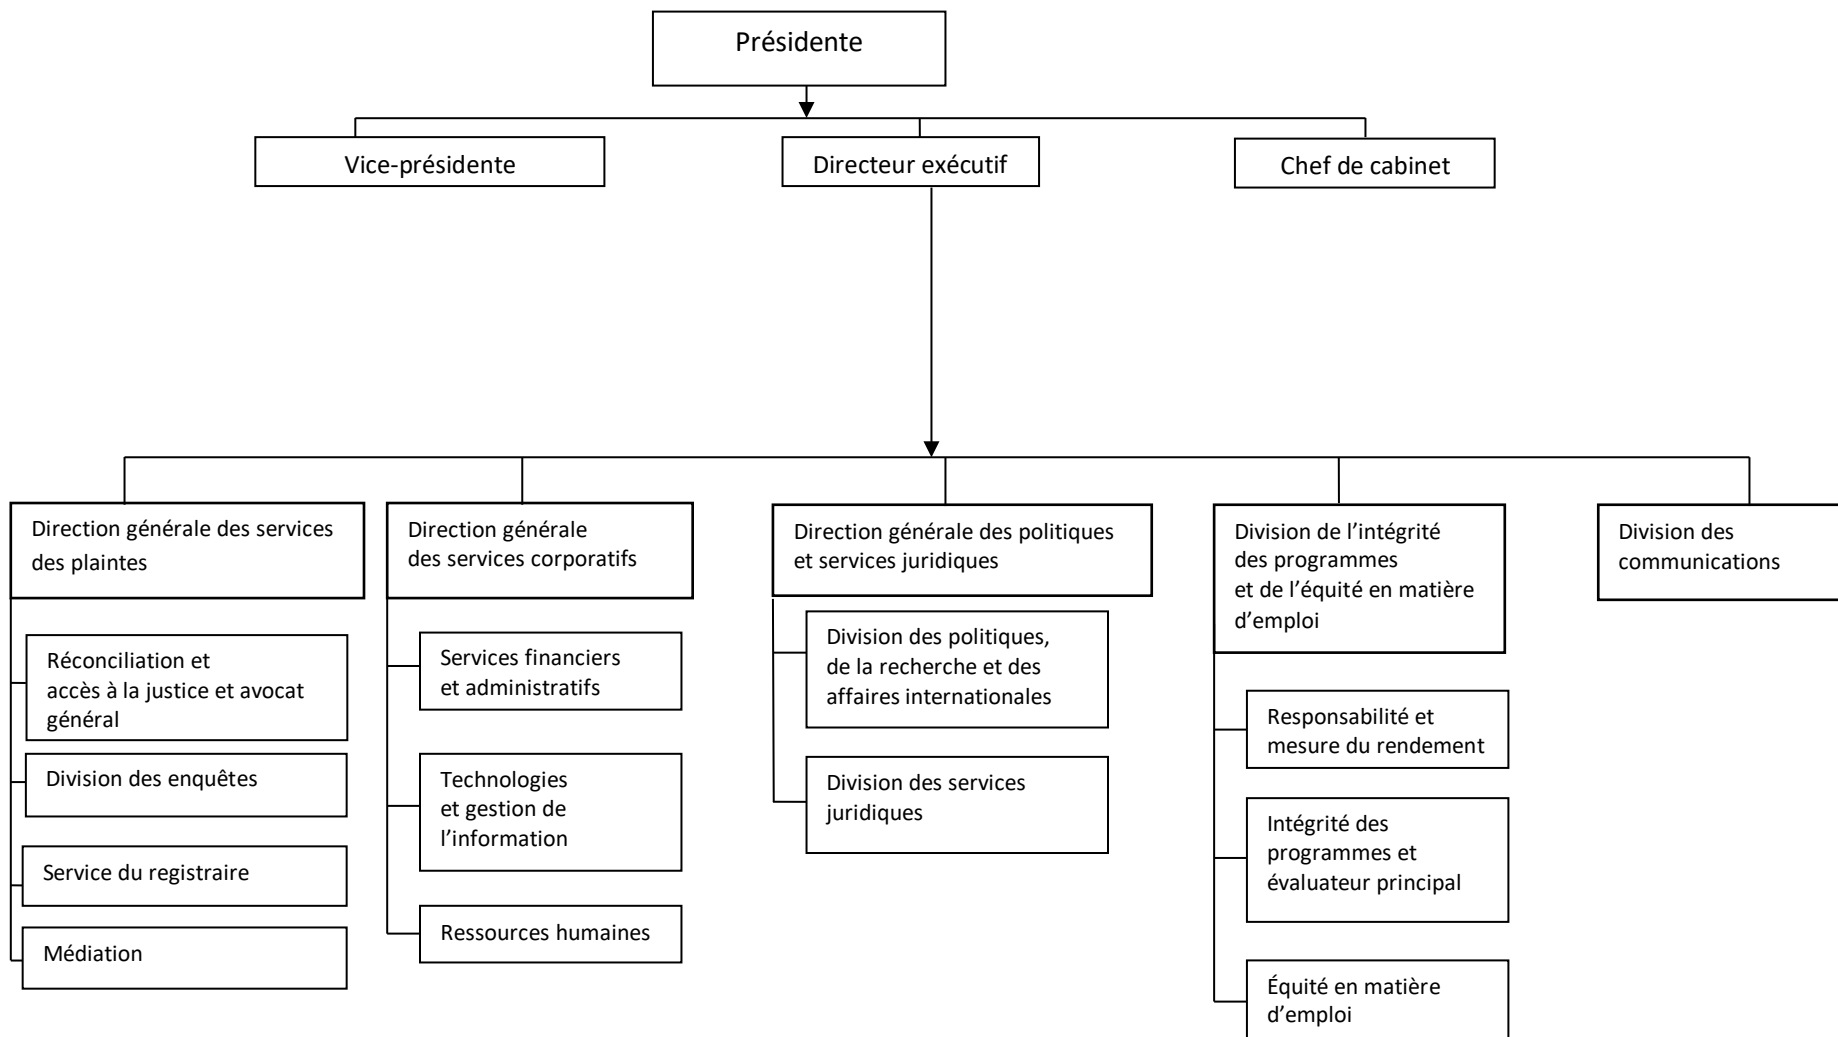 Présidente
Vice-présidente
Directeur exécutif
Chef de cabinet
Direction générale des services
des plaintes
Réconciliation et
accès à la justice et avocat
général
Division des enquêtes
Service du registraire
Médiation
Direction générale
des services corporatifs
Services financiers
et administratifs
Technologies
et gestion de
l’information
Ressources humaines
Direction générale des politiques
et services juridiques
Division des politiques,
de la recherche et des
affaires internationales
Division des services
juridiques
Division de l’intégrité
des programmes
et de l’équité en matière
d’emploi
Responsabilité et
mesure du rendement
Intégrité des
programmes et
évaluateur principal
Équité en matière
d’emploi
Division des
communications